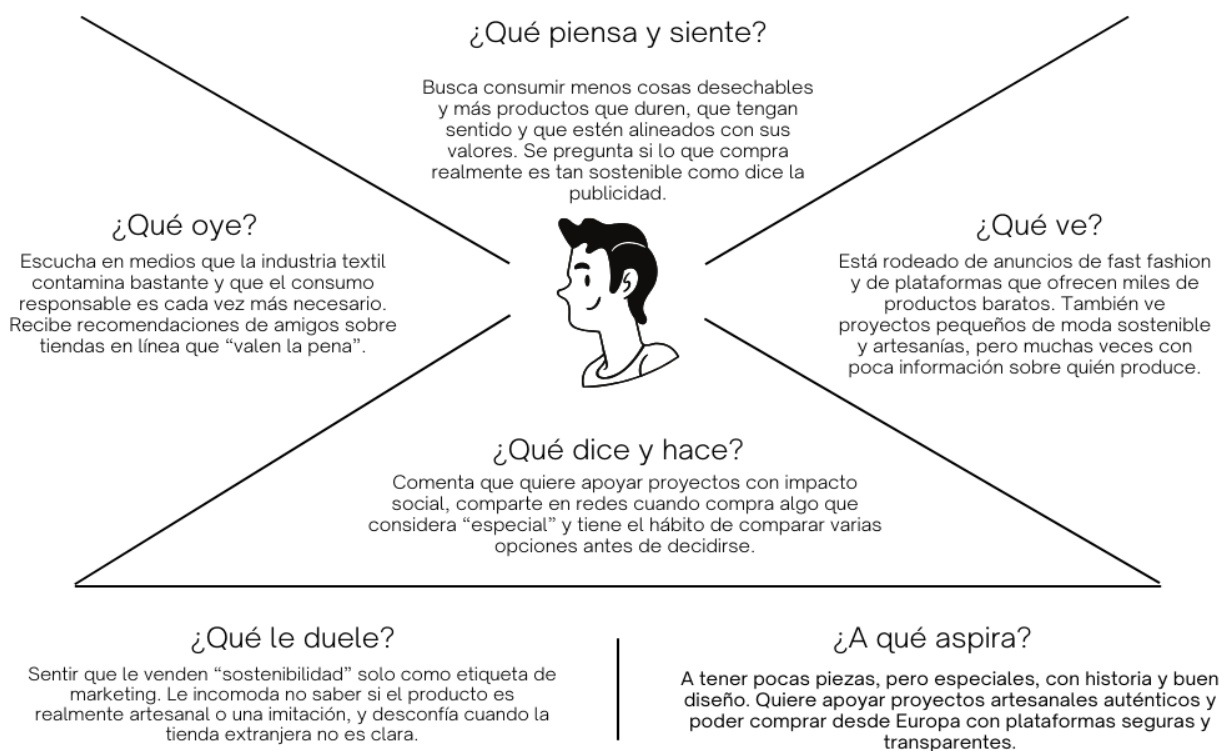 ¿Qué piensa y siente?
Busca consumir menos cosas desechables
y más productos que duren, que tengan
sentido y que estén alineados con sus
valores. Se pregunta si lo que compra
realmente es tan sostenible como dice la
publicidad.
¿Qué oye?
Escucha en medios que la industria textil
contamina bastante y que el consumo
responsable es cada vez más necesario.
Recibe recomendaciones de amigos sobre
tiendas en línea que “valen la pena”.
¿Qué ve?
Está rodeado de anuncios de fast fashion
y de plataformas que ofrecen miles de
productos baratos. También ve
proyectos pequeños de moda sostenible
y artesanías, pero muchas veces con
poca información sobre quién produce.
¿Qué dice y hace?
Comenta que quiere apoyar proyectos con impacto
social, comparte en redes cuando compra algo que
considera “especial” y tiene el hábito de comparar varias
opciones antes de decidirse.
¿Qué le duele?
Sentir que le venden “sostenibilidad” solo como etiqueta de
marketing. Le incomoda no saber si el producto es
realmente artesanal o una imitación, y desconfía cuando la
tienda extranjera no es clara.
¿A qué aspira?
A tener pocas piezas, pero especiales, con historia y buen
diseño. Quiere apoyar proyectos artesanales auténticos y
poder comprar desde Europa con plataformas seguras y
transparentes.